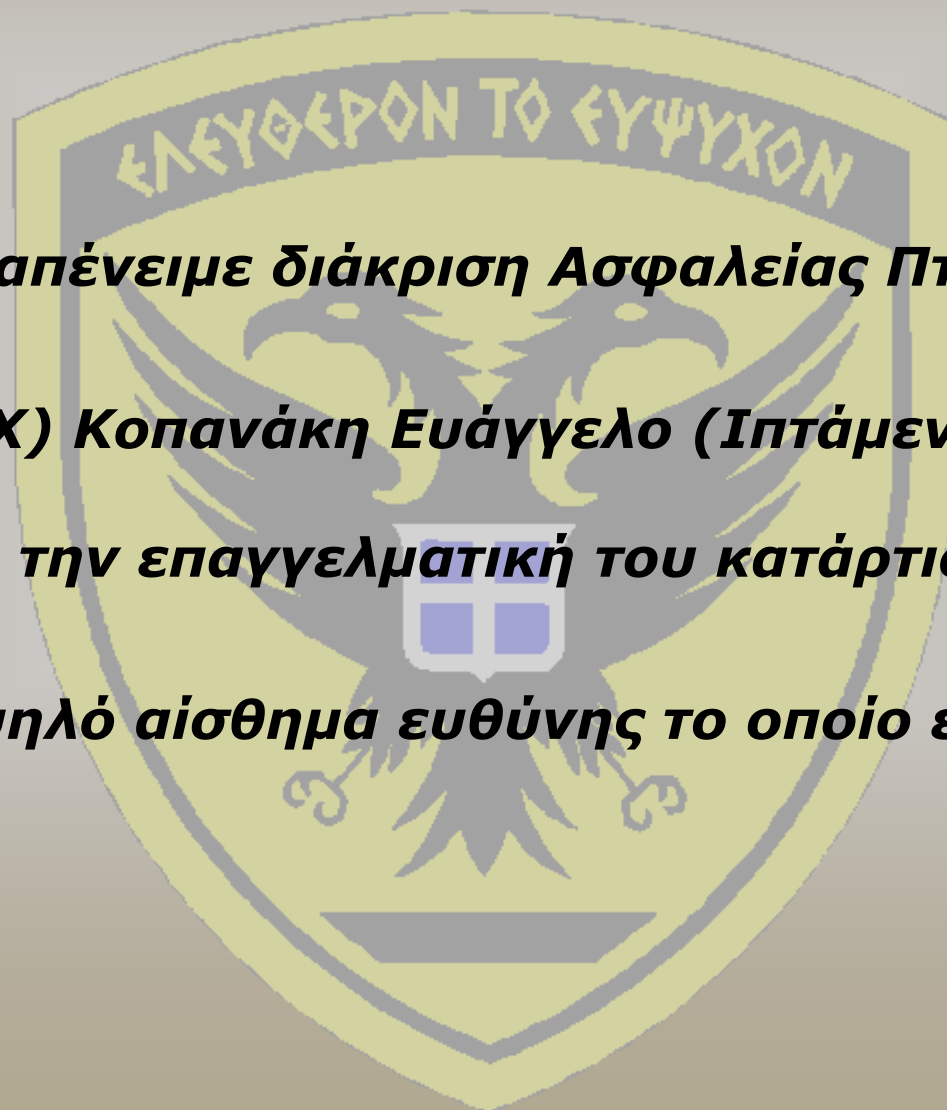 ΕΛΕΥΘΕΡΟΝ ΤΟ ΕΥΨΥΧΟΝ
απένειμε διάκριση Ασφαλείας Πτ
Χ) Κοπανάκη Ευάγγελο (Ιπτάμεν
την επαγγελματική του κατάρτι
ηλό αίσθημα ευθύνης το οποίο ε